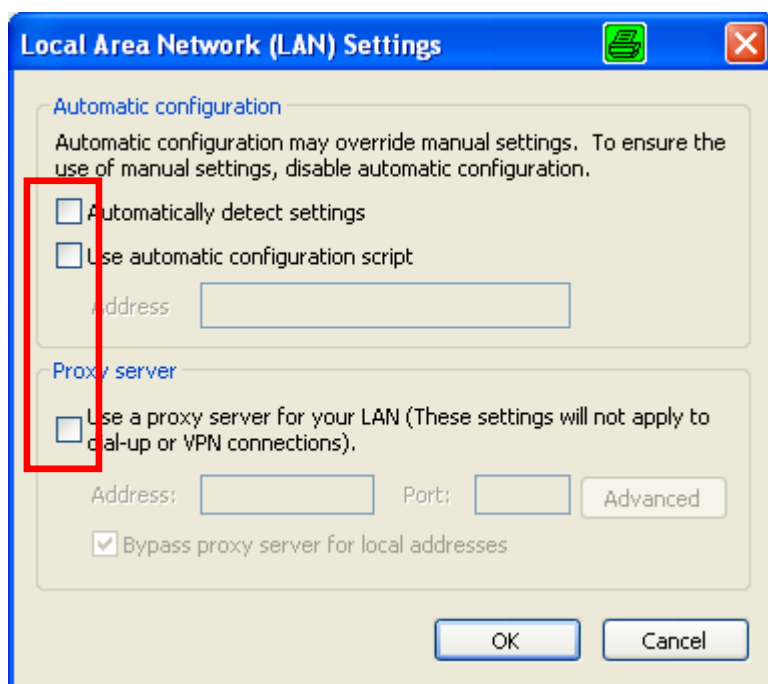 Local Area Network (LAN) Settings
Automatic configuration
Automatic configuration may override manual settings.  To ensure the
use of manual settings, disable automatic configuration.
Automatically detect settings
Use automatic configuration script
Address
Proxy server
Use a proxy server for your LAN (These settings will not apply to
dial-up or VPN connections).
Address:
Port:
Advanced
Bypass proxy server for local addresses
OK
Cancel